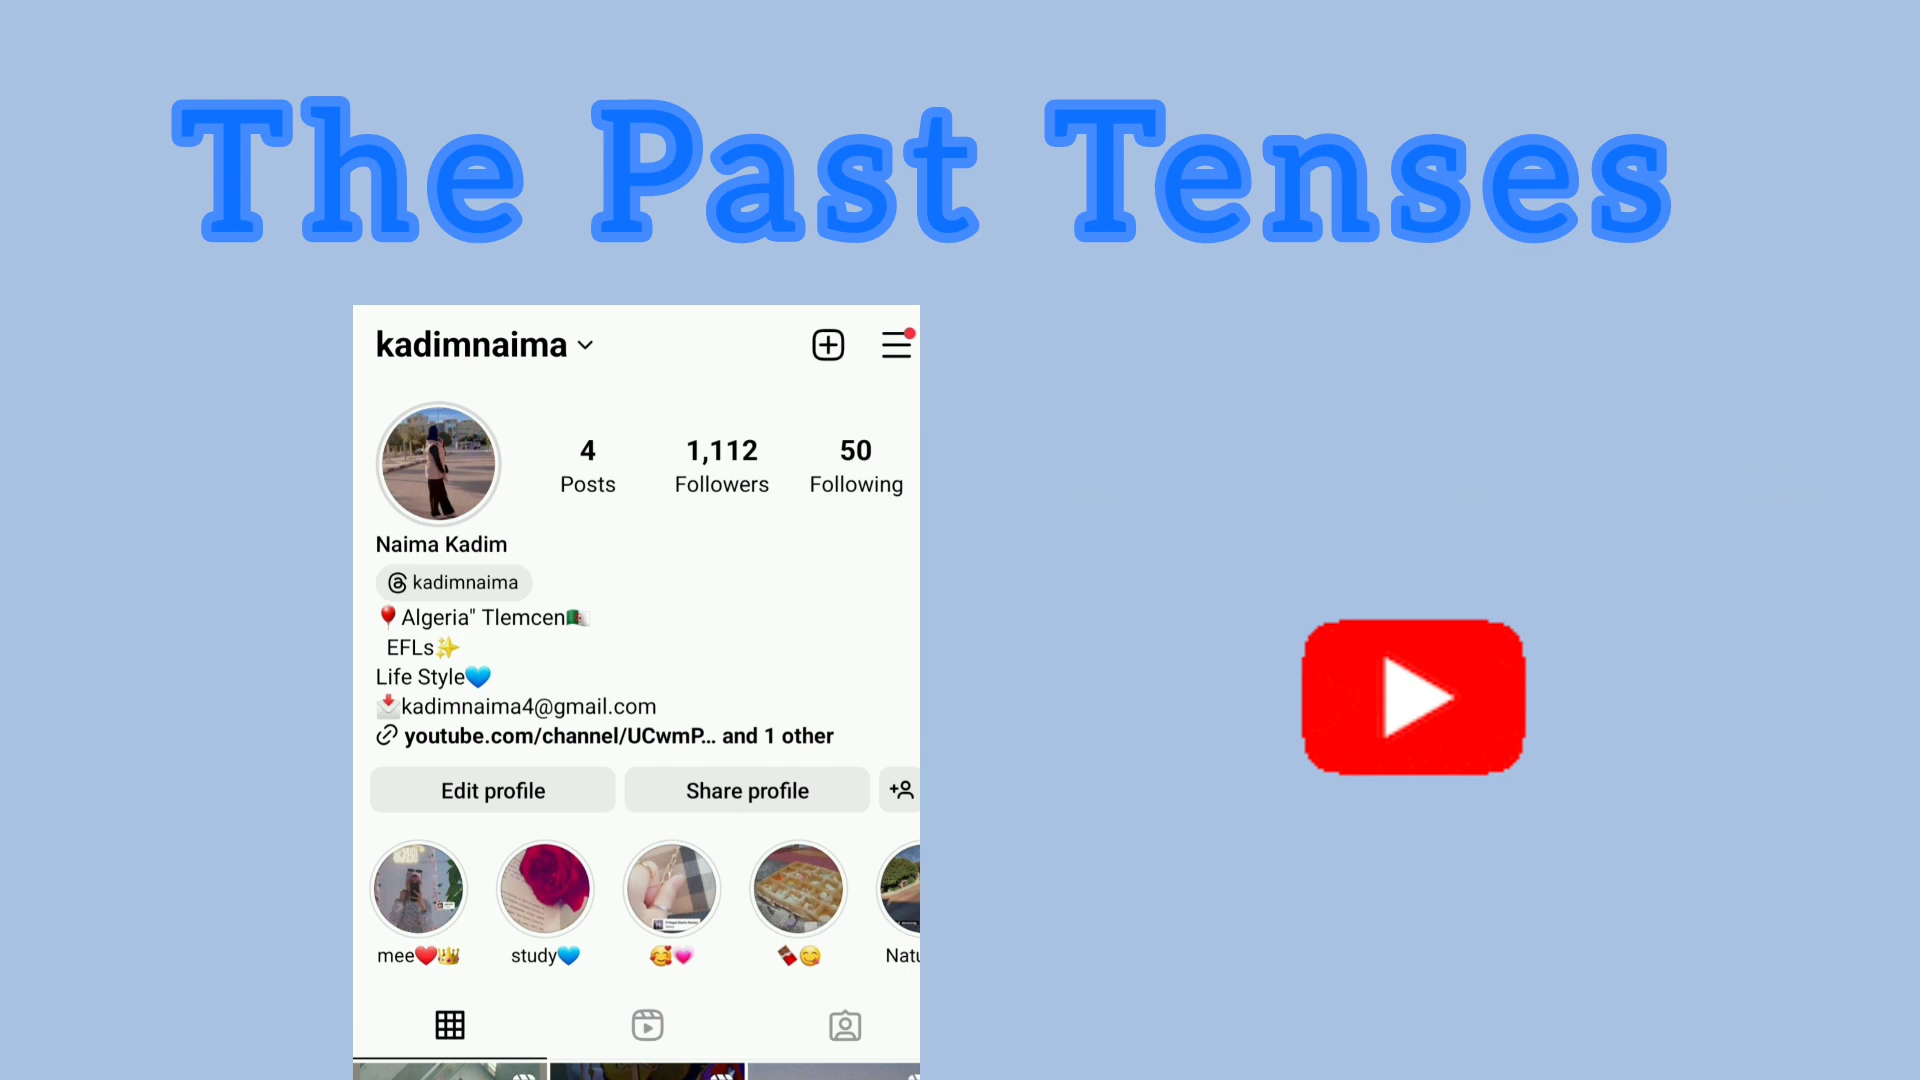 The Past Tenses
kadimnaima
4 1,112 50
Posts Followers Following
Naima Kadim
kadimnaima
📍Algeria" Tlemcen🇩🇿
EFLs✨
Life Style💙
📩kadimnaima4@gmail.com
youtube.com/channel/UCwmP... and 1 other
Edit profile Share profile
mee❤️👑 study💙 🥰💗 🍫😋 Natu